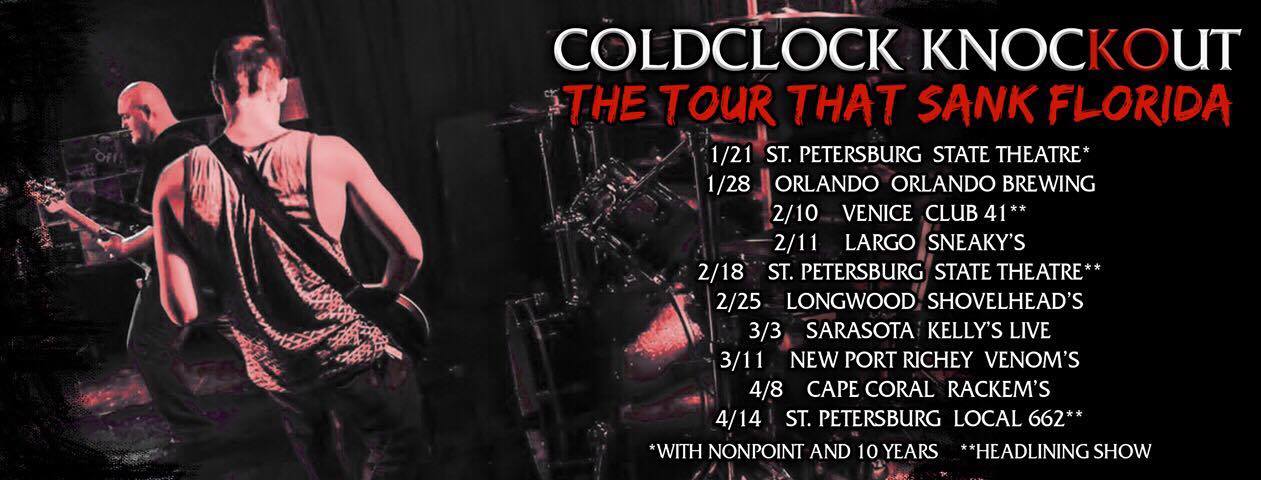 COLDCLOCK KNOCKOUT
THE TOUR THAT SANK FLORIDA
1/21 ST. PETERSBURG STATE THEATRE*
1/28 ORLANDO ORLANDO BREWING
2/10 VENICE CLUB 41**
2/11 LARGO SNEAKY'S
2/18 ST. PETERSBURG STATE THEATRE**
2/25 LONGWOOD SHOVELHEAD'S
3/3 SARASOTA KELLY'S LIVE
3/11 NEW PORT RICHEY VENOM'S
4/8 CAPE CORAL RACKEM'S
4/14 ST. PETERSBURG LOCAL 662**
*WITH NONPOINT AND 10 YEARS **HEADLINING SHOW